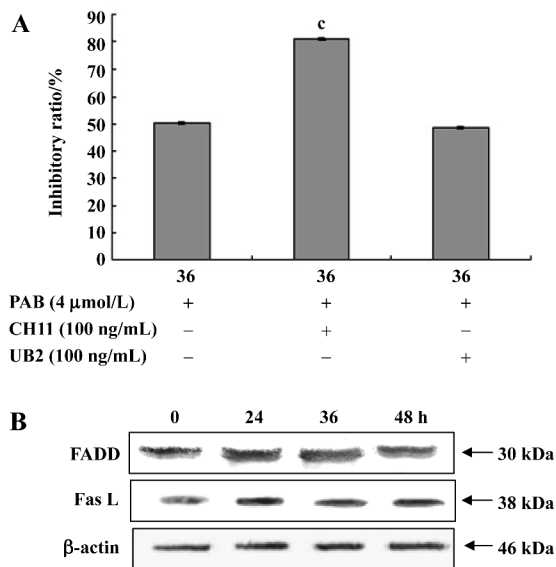 A
c
Inhibitory ratio/%
90
80
70
60
50
40
30
20
10
0
36 36 36
PAB (4 μmol/L) + + +
CH11 (100 ng/mL) – + –
UB2 (100 ng/mL) – – +
B
0 24 36 48 h
FADD 30 kDa
Fas L 38 kDa
β-actin 46 kDa